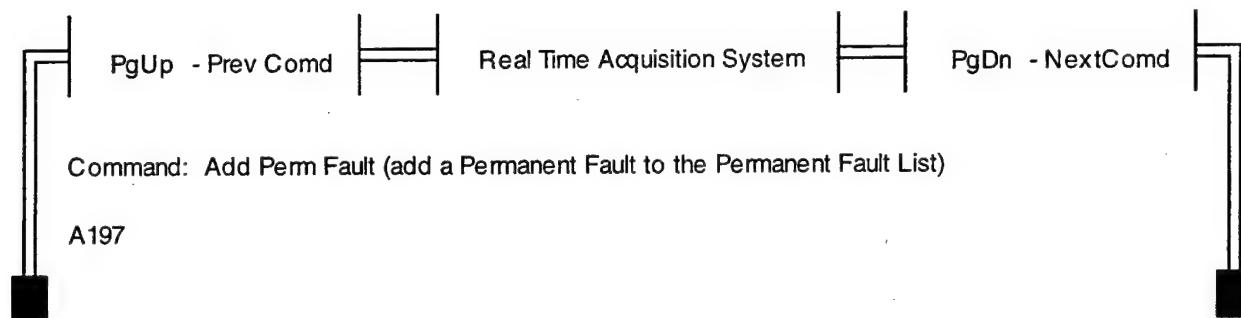 PgUp - Prev Comd Real Time Acquisition System PgDn - NextComd
Command: Add Perm Fault (add a Permanent Fault to the Permanent Fault List)
A197